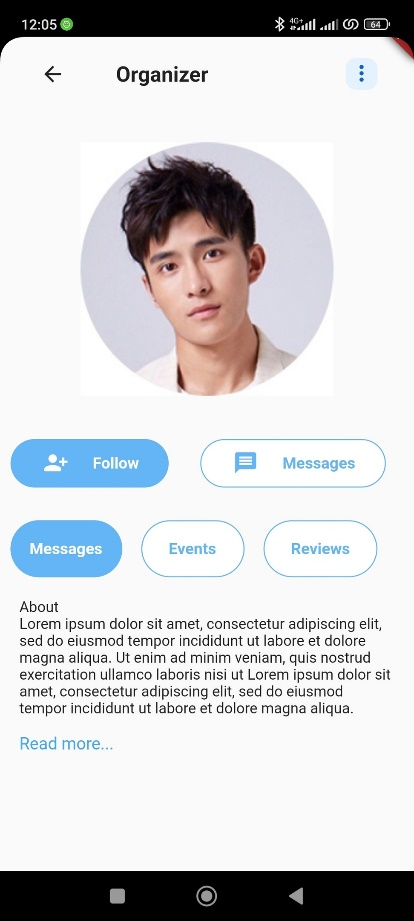 12:05
4G+
64
Organizer
Follow
Messages
Messages
Events
Reviews
About
Lorem ipsum dolor sit amet, consectetur adipiscing elit,
sed do eiusmod tempor incididunt ut labore et dolore
magna aliqua. Ut enim ad minim veniam, quis nostrud
exercitation ullamco laboris nisi ut Lorem ipsum dolor sit
amet, consectetur adipiscing elit, sed do eiusmod
tempor incididunt ut labore et dolore magna aliqua.
Read more...